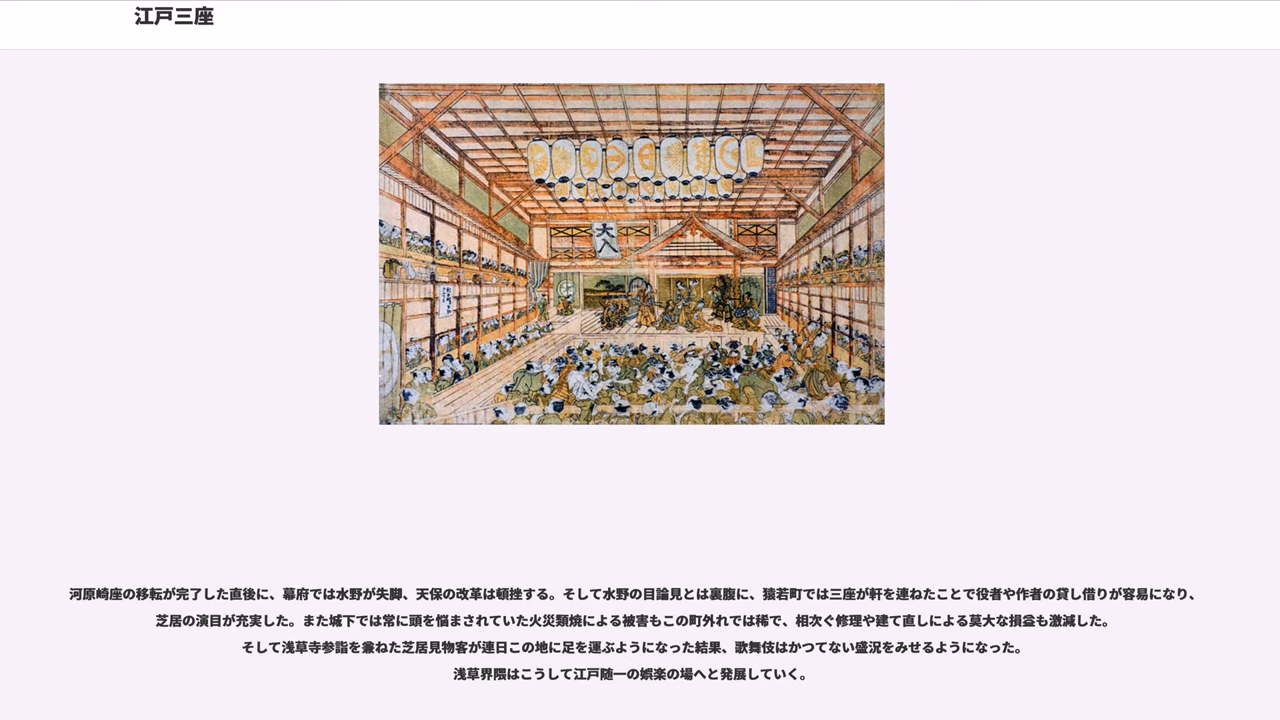 江戸三座
大
八
河原崎座の移転が完了した直後に、幕府では水野が失脚、天保の改革は頓挫する。そして水野の目論見とは裏腹に、猿若町では三座が軒を連ねたことで役者や作者の貸し借りが容易になり、
芝居の演目が充実した。また城下では常に頭を悩まされていた火災類焼による被害もこの町外れでは稀で、相次ぐ修理や建て直しによる莫大な損益も激減した。
そして浅草寺参詣を兼ねた芝居見物客が連日この地に足を運ぶようになった結果、歌舞伎はかつてない盛況をみせるようになった。
浅草界隈はこうして江戸随一の娯楽の場へと発展していく。